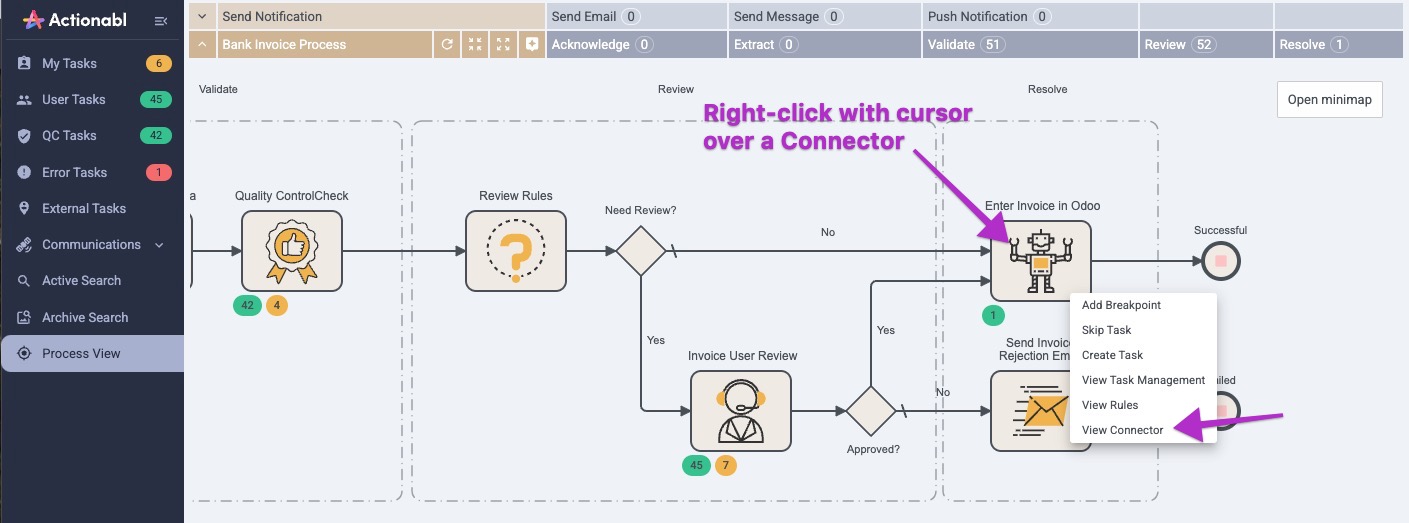 Actionabl
My Tasks 6
User Tasks 45
QC Tasks 42
Error Tasks 1
External Tasks
Communications
Active Search
Archive Search
Process View
Send Notification Send Email 0 Send Message 0 Push Notification 0
Bank Invoice Process Acknowledge 0 Extract 0 Validate 51 Review 52 Resolve 1
Validate Review Resolve
Open minimap
Right-click with cursor
over a Connector
a Quality ControlCheck
Review Rules
Need Review?
Enter Invoice in Odoo
No
Successful
42 4
1
Add Breakpoint
Skip Task
Create Task
View Task Management
View Rules
View Connector
Yes
Yes
Send Invoice
Rejection Em
Invoice User Review
ailed
No
Approved?
45 7